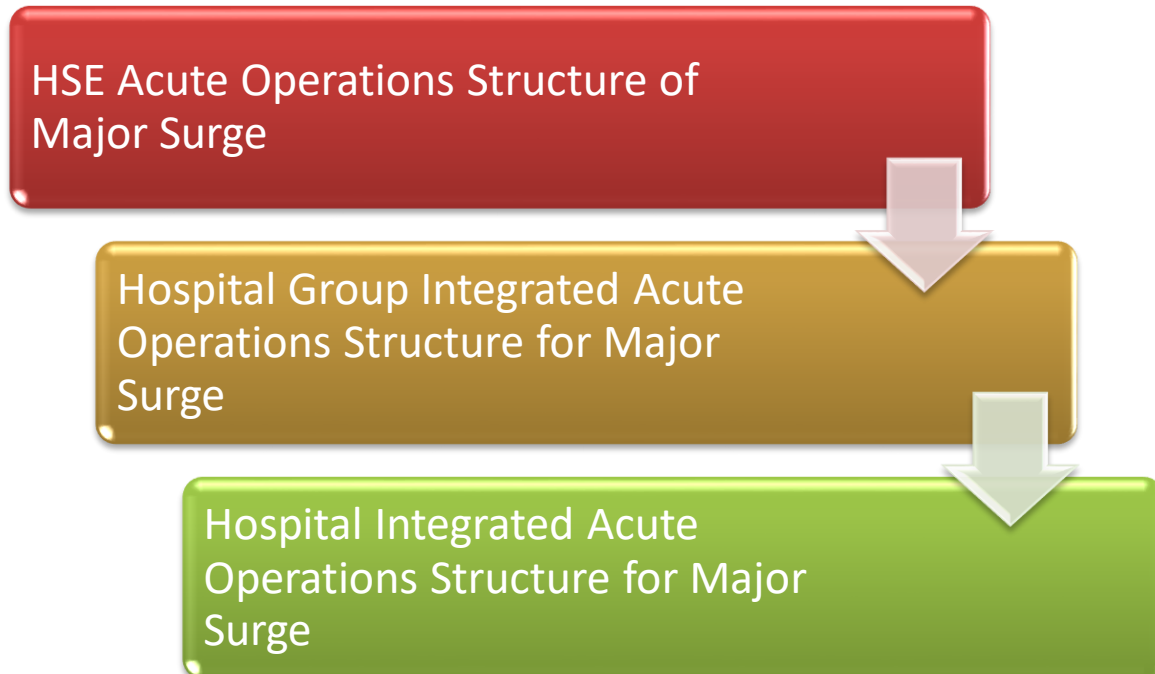 HSE Acute Operations Structure of
Major Surge
Hospital Group Integrated Acute
Operations Structure for Major
Surge
Hospital Integrated Acute
Operations Structure for Major
Surge